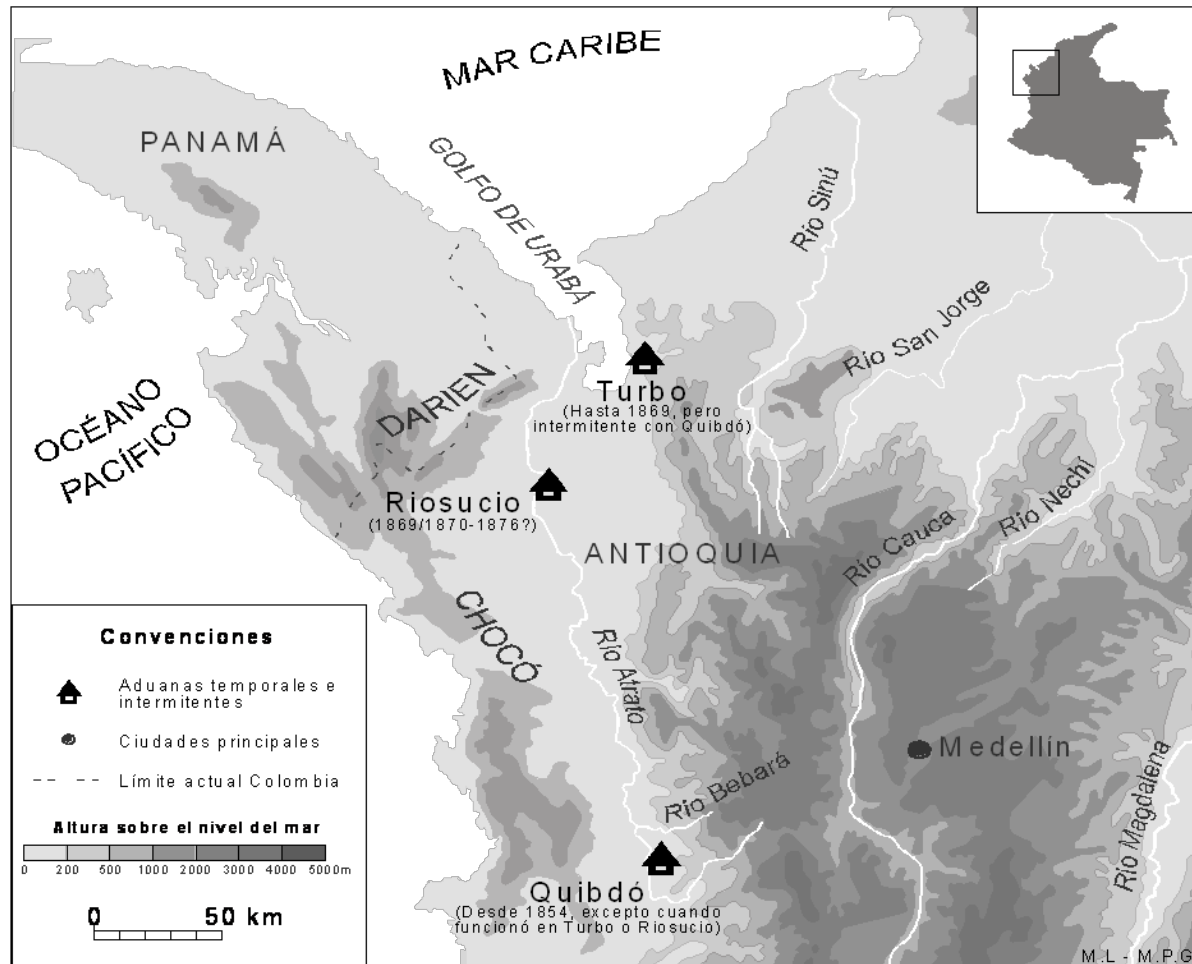 MAR CARIBE
PANAMÁ
GOLFO DE URABÁ
Río Sinú
Río San Jorge
OCÉANO
PACÍFICO
DARIEN
Turbo
(Hasta 1869, pero
intermitente con Quibdó)
Riosucio
(1869/1870-1876?)
ANTIOQUIA
Río Cauca
Río Nechí
CHOCÓ
Río Atrato
Medellín
Río Bebará
Río Magdalena
Quibdó
(Desde 1854, excepto cuando
funcionó en Turbo o Riosucio)
Convenciones
Aduanas temporales e
intermitentes
Ciudades principales
Límite actual Colombia
Altura sobre el nivel del mar
0 200 500 1000 2000 3000 4000 5000m
0 50 km
M.L - M.P.G